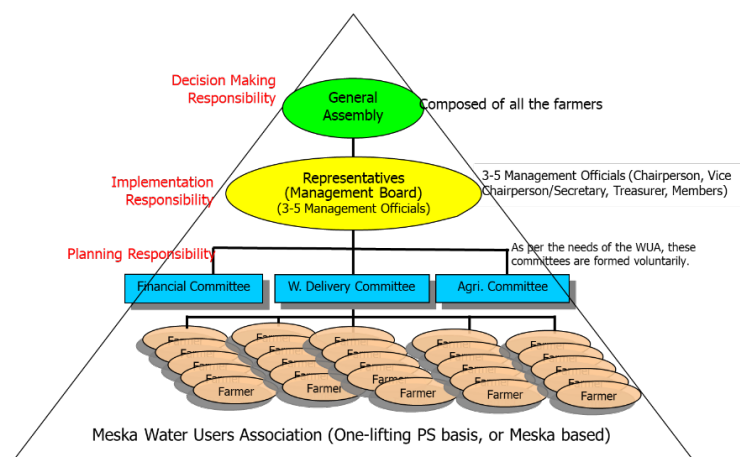 Decision Making
Responsibility
General
Assembly
Composed of all the farmers
Implementation
Responsibility
Representatives
(Management Board)
(3-5 Management Officials)
3-5 Management Officials (Chairperson, Vice
Chairperson/Secretary, Treasurer, Members)
Planning Responsibility
As per the needs of the WUA, these
committees are formed voluntarily.
Financial Committee
W. Delivery Committee
Agri. Committee
Farmer
Farmer
Farmer
Farmer
Farmer
Meska Water Users Association (One-lifting PS basis, or Meska based)